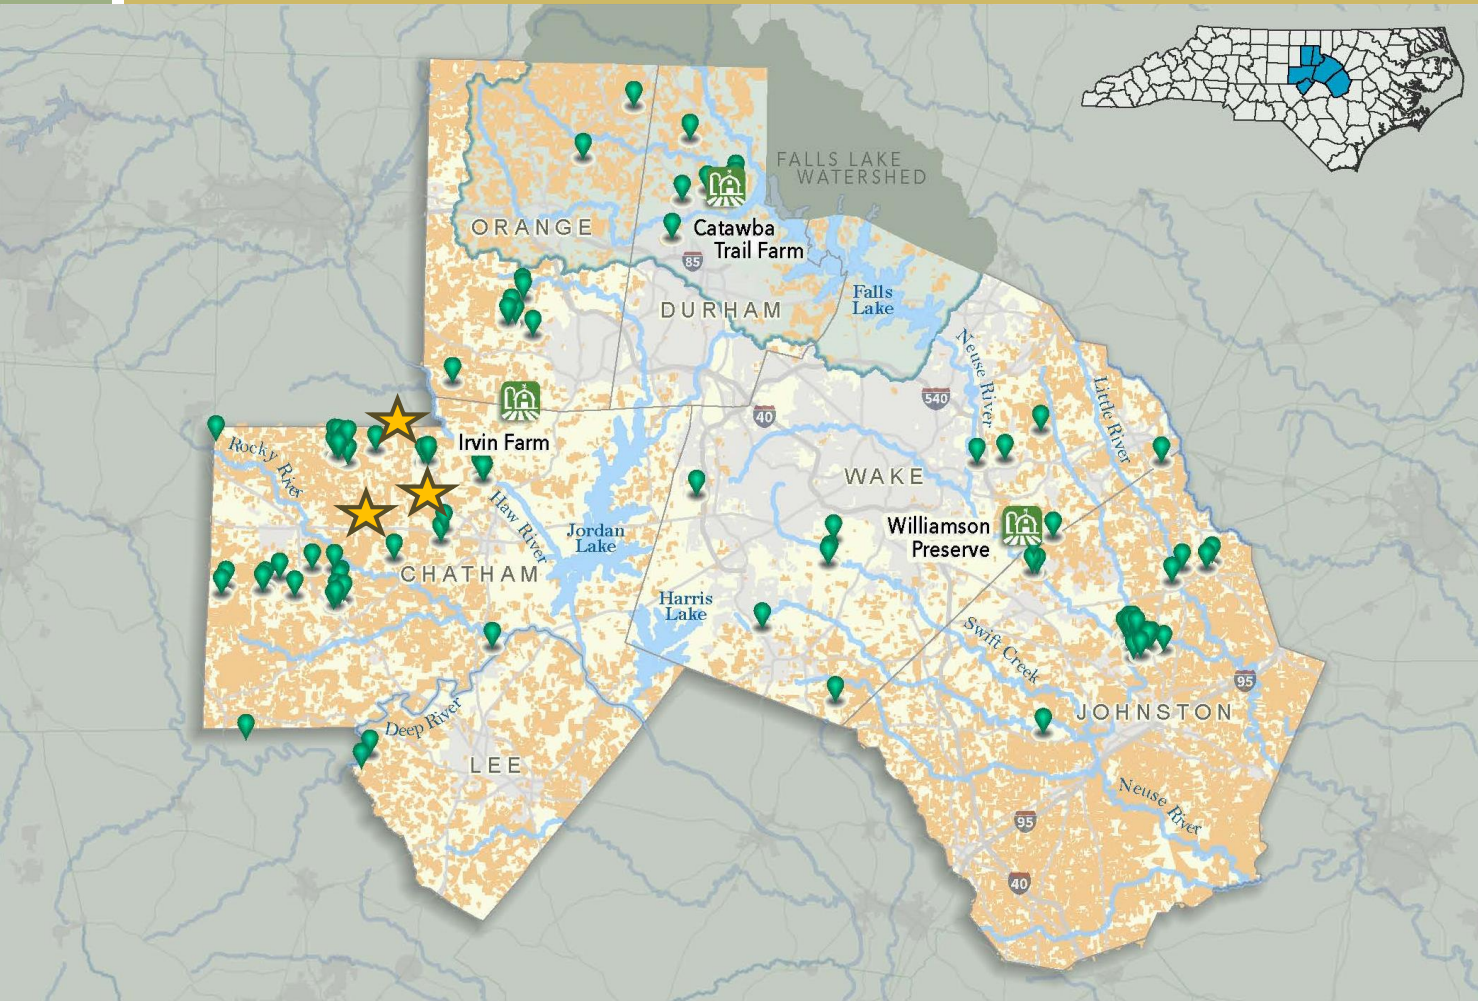 FALLS LAKE
WATERSHED
ORANGE
Catawba
Trail Farm
85
Falls
Lake
DURHAM
Neuse River
Little River
540
40
Irvin Farm
Rocky River
WAKE
Haw River
Jordan
Lake
Williamson
Preserve
CHATHAM
Harris
Lake
Swift Creek
95
JOHNSTON
Deep River
LEE
Neuse River
95
40